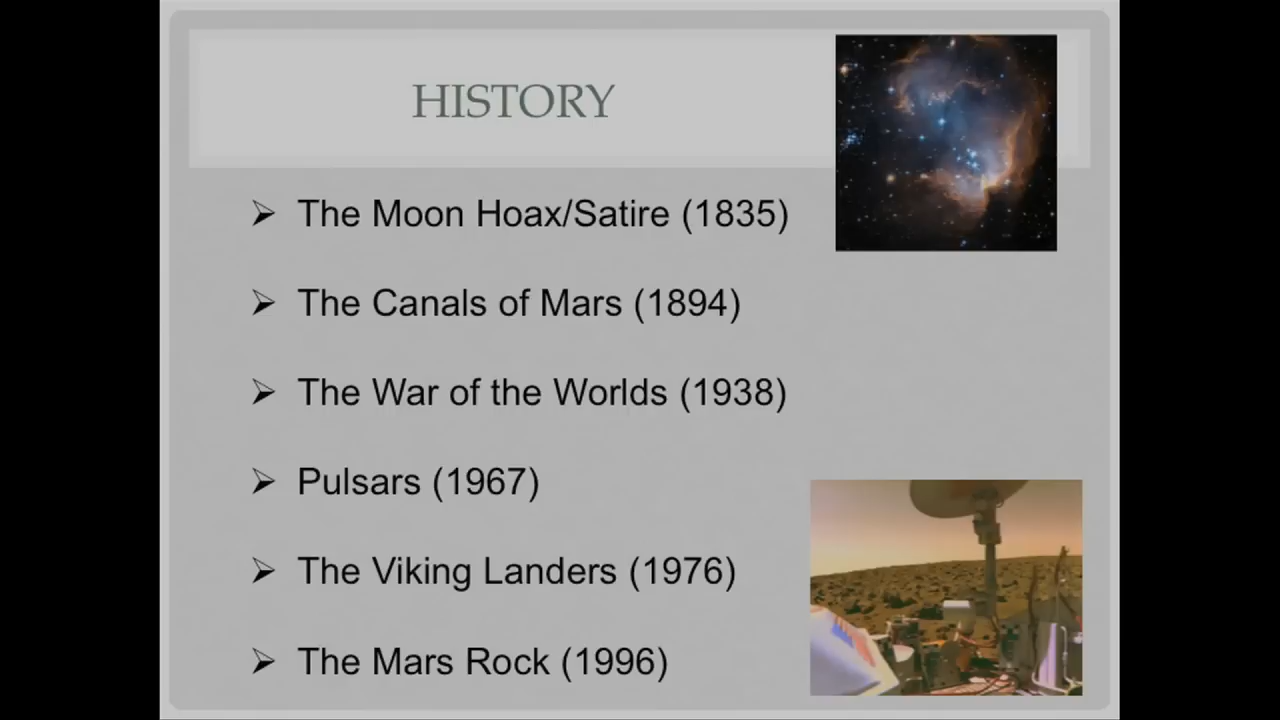 HISTORY
The Moon Hoax/Satire (1835)
The Canals of Mars (1894)
The War of the Worlds (1938)
Pulsars (1967)
The Viking Landers (1976)
The Mars Rock (1996)